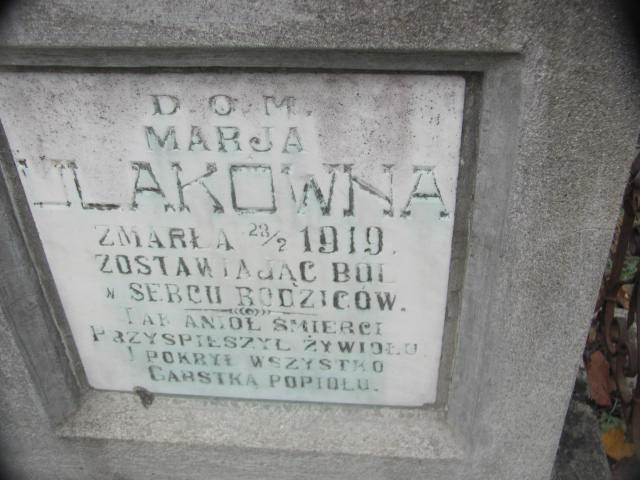 D.O.M.
MARJA
ULAKÓWNA
ZMARŁA 23/2 1919.
ZOSTAWIAJĄC BÓL
W SERCU RODZICÓW.
TAK ANIOŁ ŚMIERCI
PRZYSPIESZYŁ ŻYWIOŁU
I POKRYŁ WSZYSTKO
GARSTKĄ POPIOŁU.